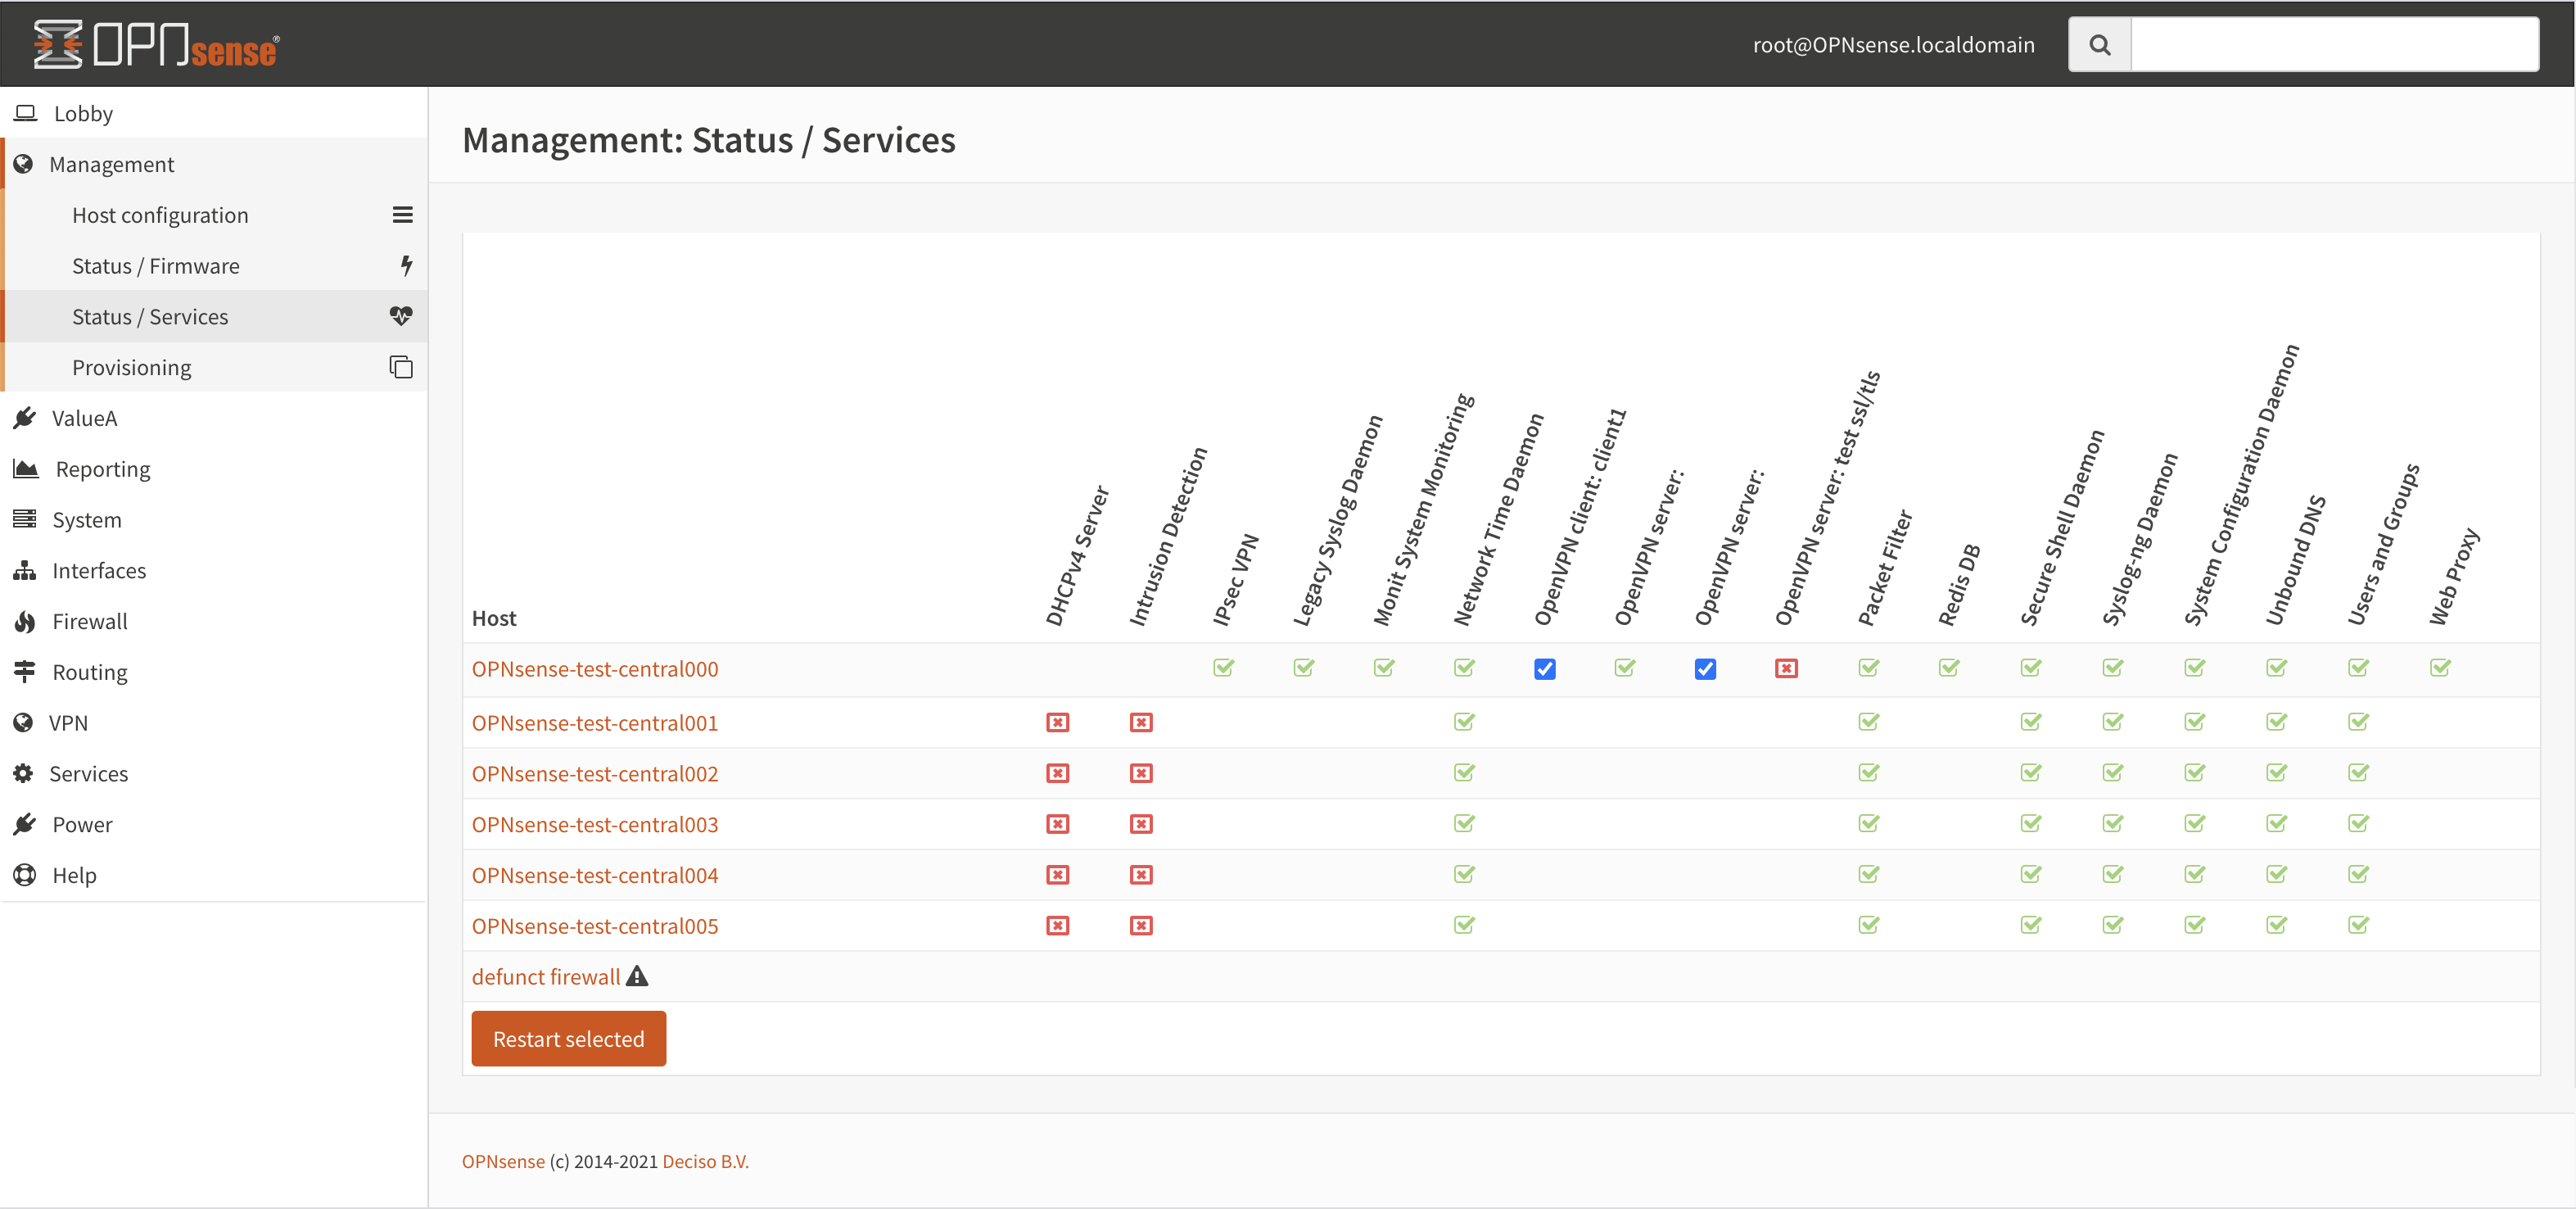 OPNsense®
root@OPNsense.localdomain
Lobby
Management
Host configuration
Status / Firmware
Status / Services
Provisioning
ValueA
Reporting
System
Interfaces
Firewall
Routing
VPN
Services
Power
Help
Management: Status / Services
Host
DHCPv4 Server
Intrusion Detection
IPsec VPN
Legacy Syslog Daemon
Monit System Monitoring
Network Time Daemon
OpenVPN client: client1
OpenVPN server:
OpenVPN server:
OpenVPN server: test ssl/tls
Packet Filter
Redis DB
Secure Shell Daemon
Syslog-ng Daemon
System Configuration Daemon
Unbound DNS
Users and Groups
Web Proxy
OPNsense-test-central000
OPNsense-test-central001
OPNsense-test-central002
OPNsense-test-central003
OPNsense-test-central004
OPNsense-test-central005
defunct firewall
Restart selected
OPNsense (c) 2014-2021 Deciso B.V.